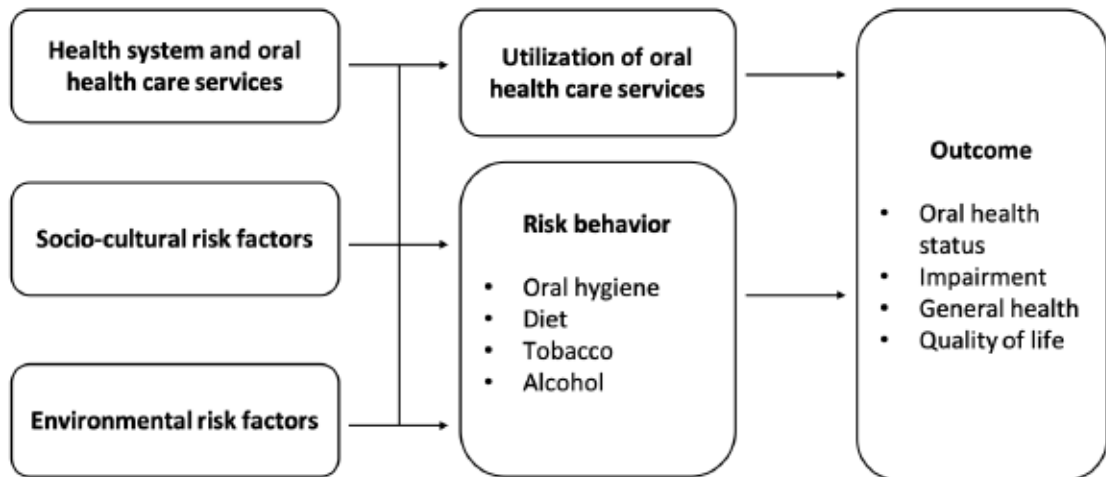 Health system and oral
health care services
Utilization of oral
health care services
Socio-cultural risk factors
Risk behavior
• Oral hygiene
• Diet
• Tobacco
• Alcohol
Environmental risk factors
Outcome
• Oral health
status
• Impairment
• General health
• Quality of life